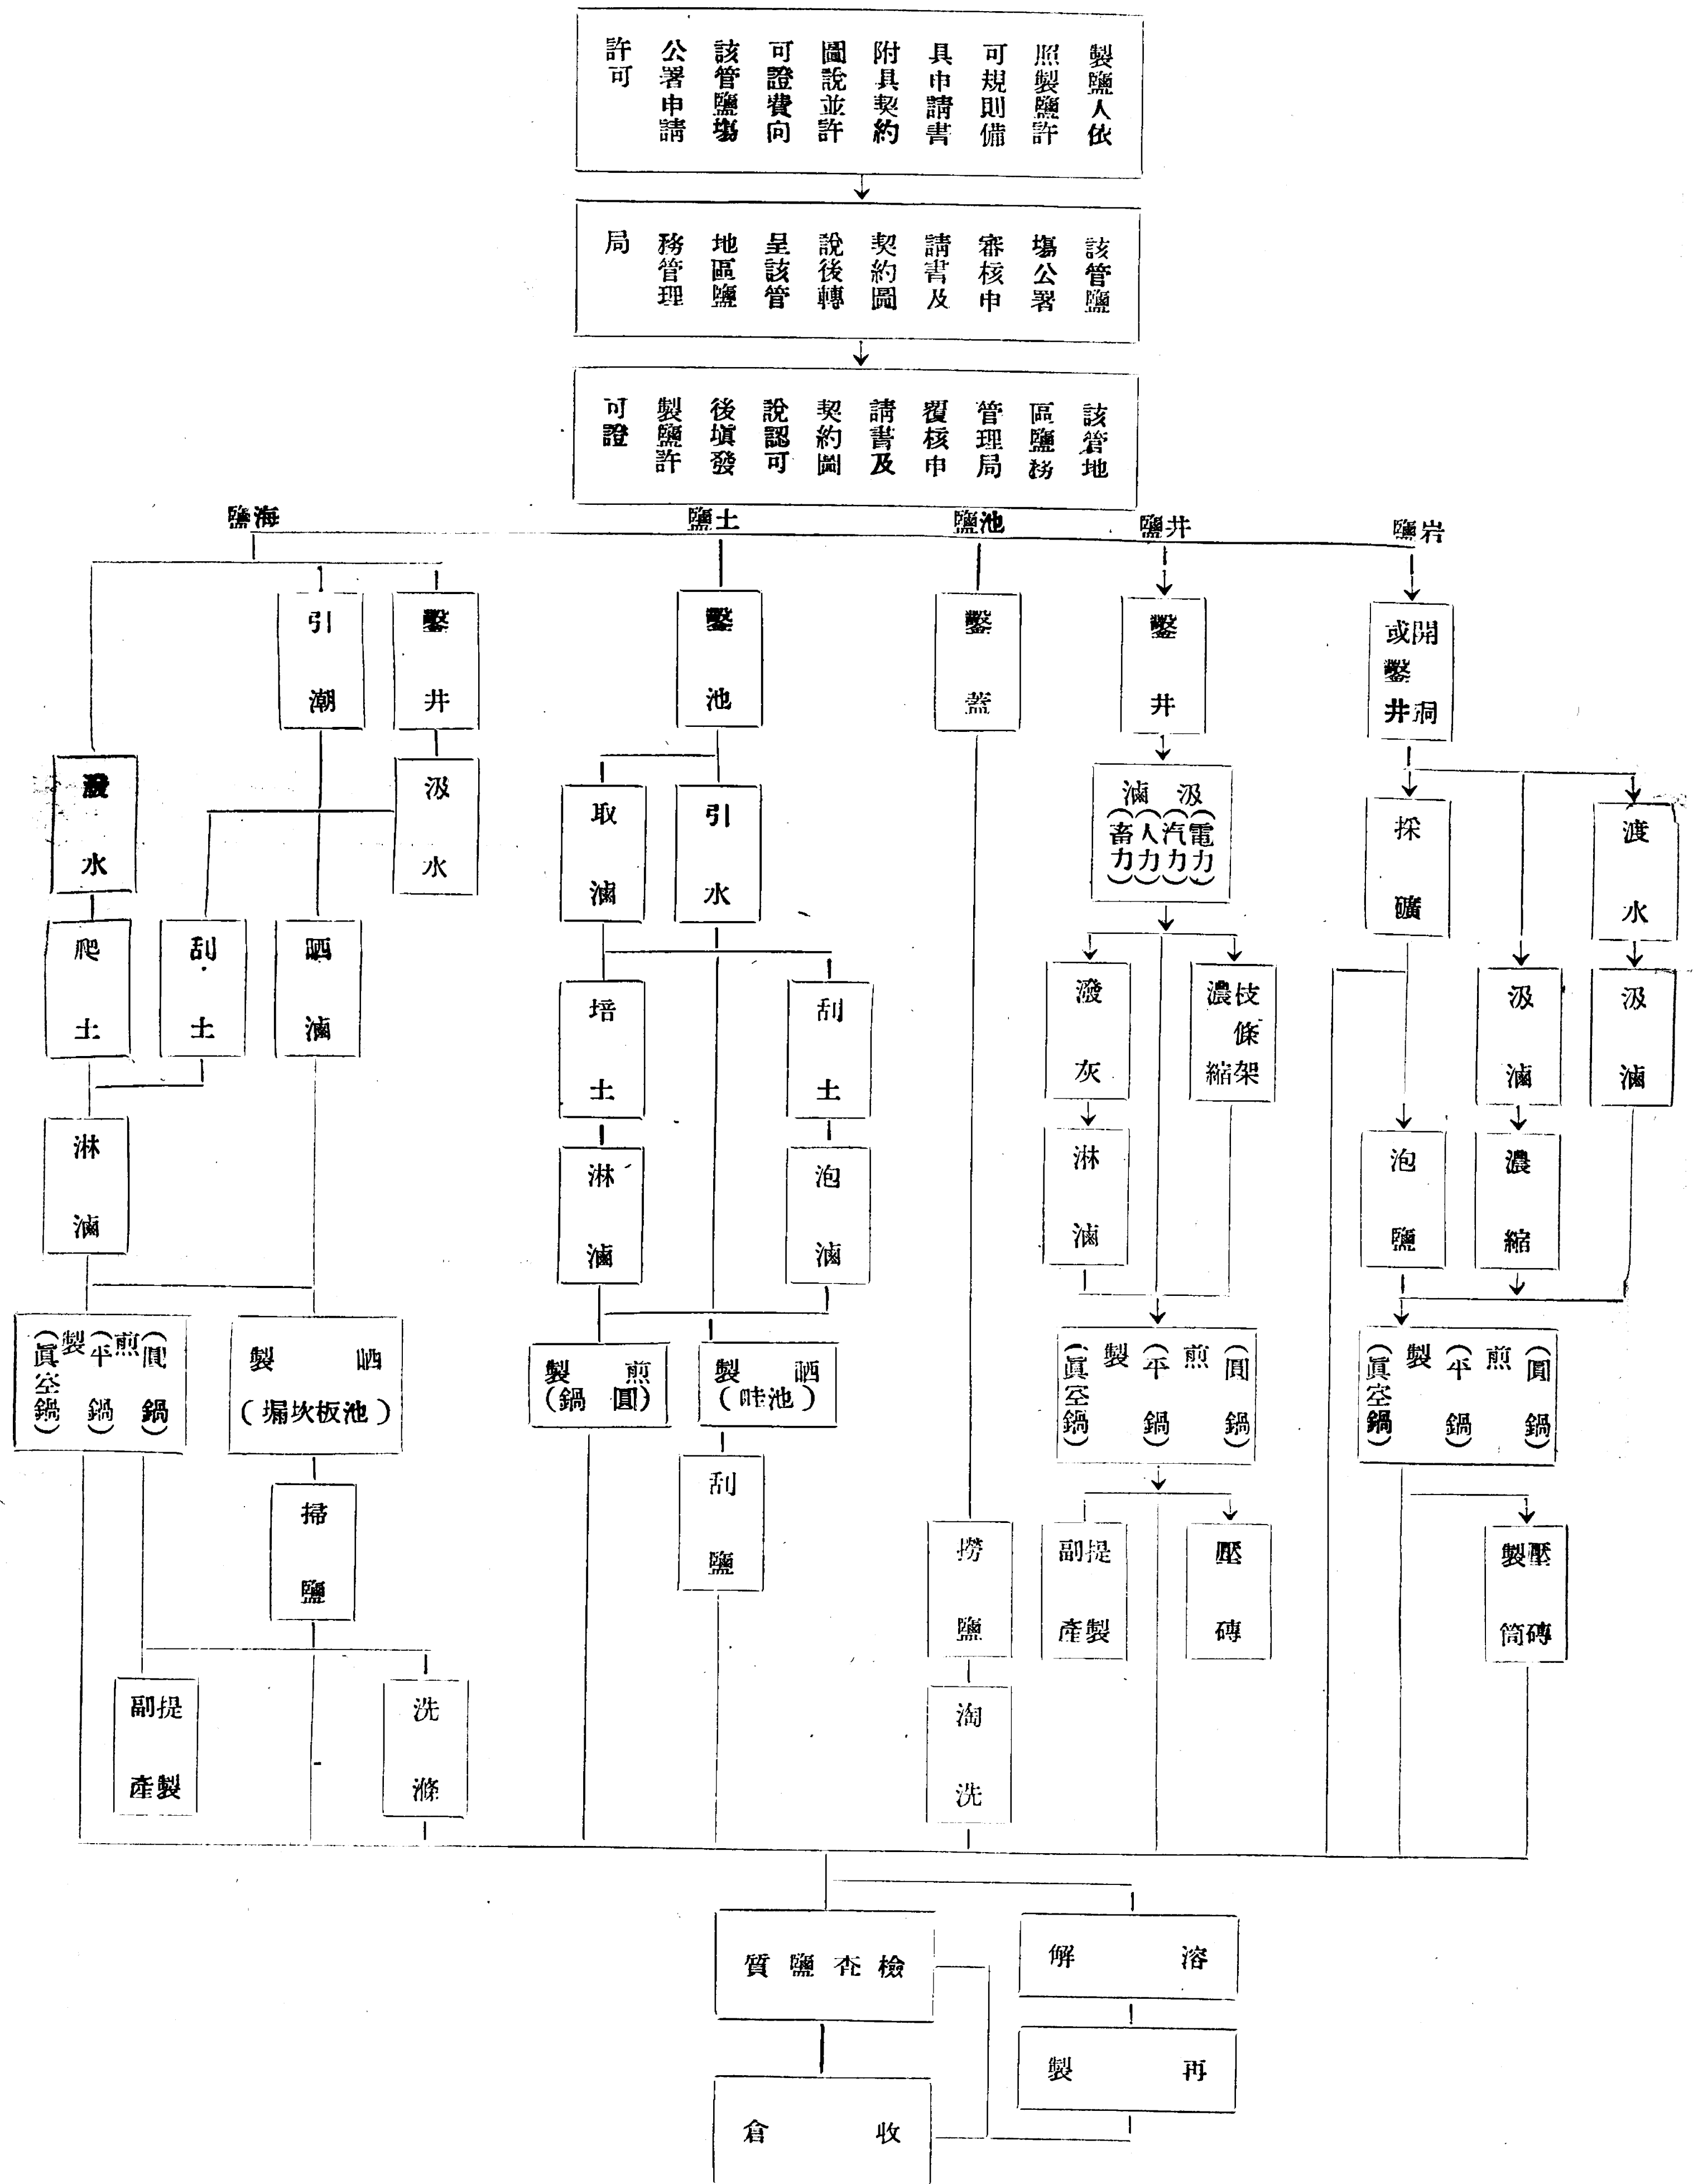 製鹽人依
照製鹽許
可規則備
具申請書
附具契約
圖說並許
可證費向
該管鹽場
公署申請
許可
該管鹽
場公署
審核申
請書及
契約圖
說後轉
呈該管
地區鹽
務管理
局
該管地
區鹽務
管理局
覆核申
請書及
契約圖
說認可
後塡發
製鹽許
可證
岩鹽
井鹽
池鹽
土鹽
海鹽
開洞
或鑿井
採礦
渡水
汲滷
汲滷
泡鹽
濃縮
煎製
(圓鍋)
(平鍋)
(眞空鍋)
壓磚
製筒
鑿井
汲滷
(電力)
(汽力)
(人力)
(畜力)
枝條架
濃縮
潑灰
淋滷
煎製
(圓鍋)
(平鍋)
(眞空鍋)
壓磚
提製
副產
鑿蓋
撈鹽
淘洗
鑿池
引水
取滷
刮土
培土
泡滷
淋滷
晒製
(池畦)
煎製
(圓鍋)
刮鹽
鑿井
引潮
汲水
潑水
晒滷
刮土
爬土
淋滷
晒製
(池板坎塌)
煎製
(圓鍋)
(平鍋)
(眞空鍋)
掃鹽
洗滌
提製
副產
溶解
檢查鹽質
再製
收倉